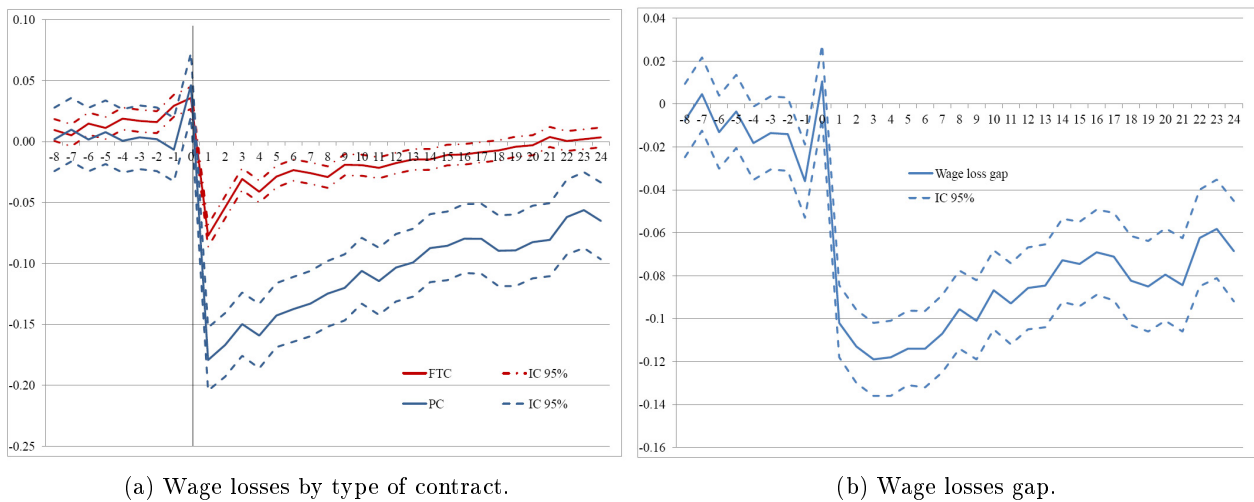 0.10
0.05
0.00
-0.05
-0.10
-0.15
-0.20
-0.25
-8 -7 -6 -5 -4 -3 -2 -1 0 1 2 3 4 5 6 7 8 9 10 11 12 13 14 15 16 17 18 19 20 21 22 23 24
FTC IC 95%
PC IC 95%
(a) Wage losses by type of contract.
0.04
0.02
0
-0.02
-0.04
-0.06
-0.08
-0.1
-0.12
-0.14
-0.16
-8 -7 -6 -5 -4 -3 -2 -1 0 1 2 3 4 5 6 7 8 9 10 11 12 13 14 15 16 17 18 19 20 21 22 23 24
Wage loss gap
IC 95%
(b) Wage losses gap.